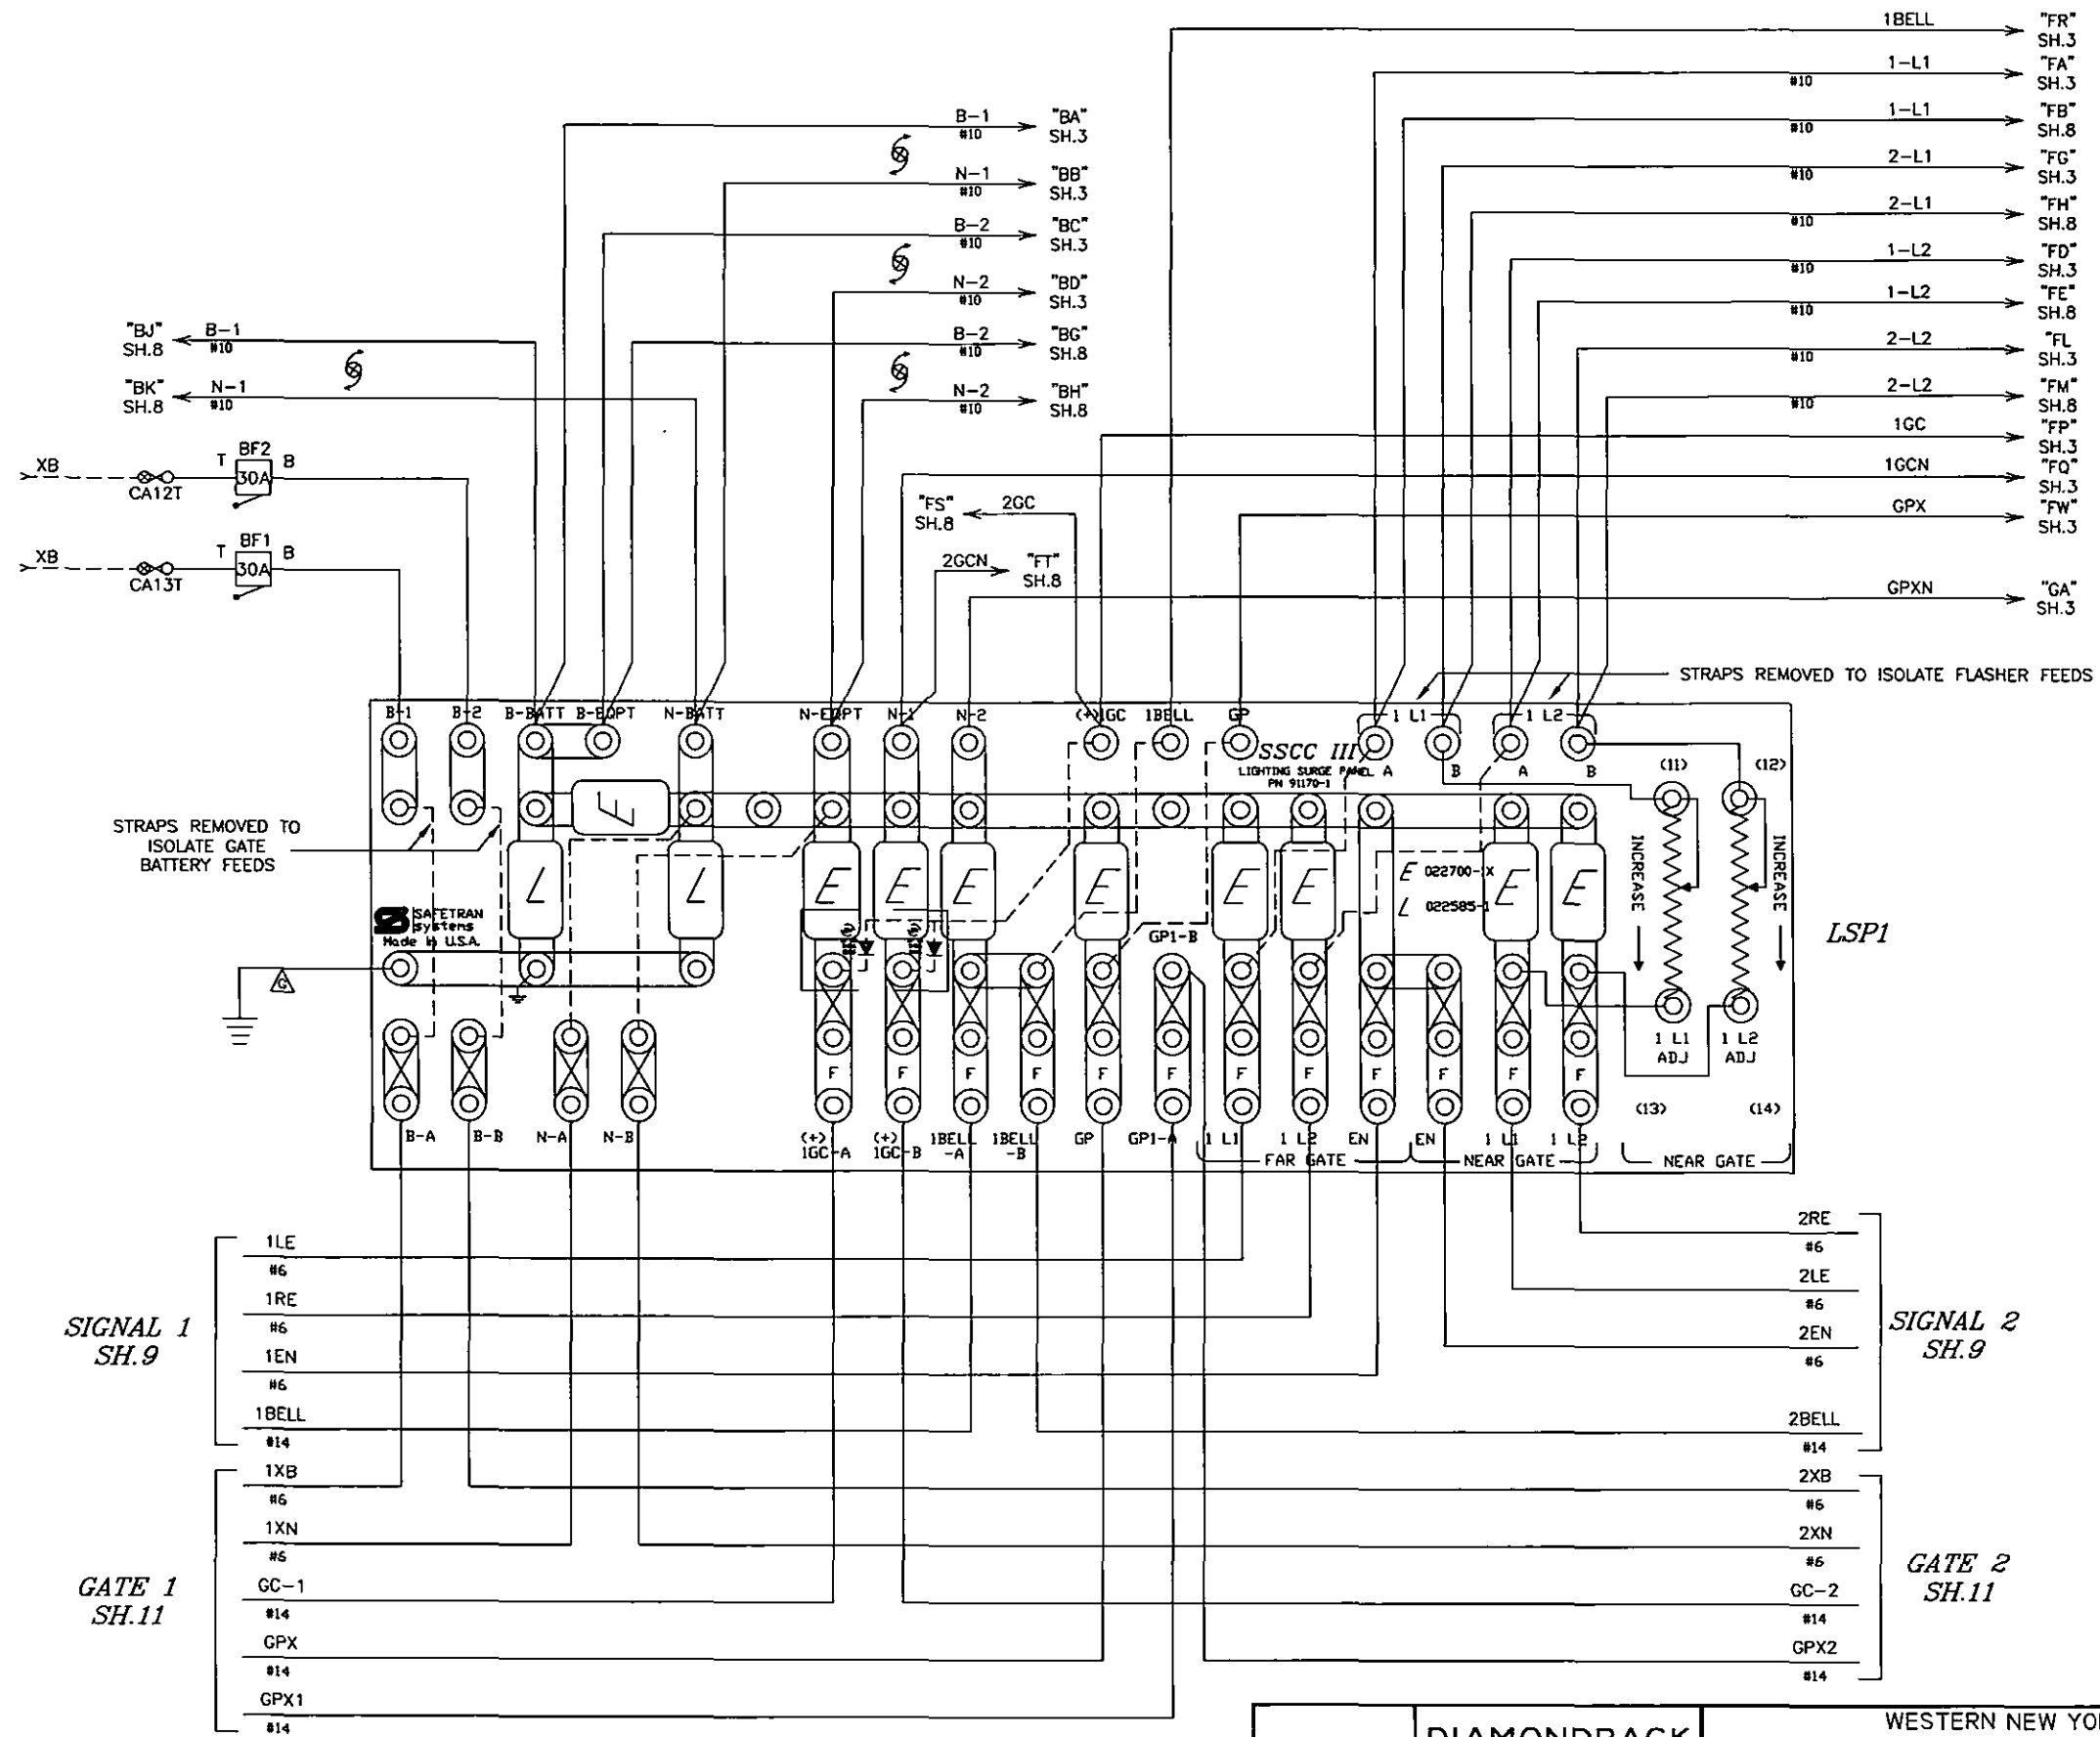 1BELL "FR" SH.3
1-L1 #10 "FA" SH.3
1-L1 #10 "FB" SH.8
2-L1 #10 "FG" SH.3
2-L1 #10 "FH" SH.8
1-L2 #10 "FD" SH.3
1-L2 #10 "FE" SH.8
2-L2 #10 "FL SH.3
2-L2 #10 "FM" SH.8
1GC "FP" SH.3
1GCN "FQ" SH.3
GPX "FW" SH.3
GPXN "GA" SH.3
B-1 #10 "BA" SH.3
N-1 #10 "BB" SH.3
B-2 #10 "BC" SH.3
N-2 #10 "BD" SH.3
B-2 #10 "BG" SH.8
N-2 #10 "BH" SH.8
"BJ" SH.8 B-1 #10
"BK" SH.8 N-1 #10
XB CA12T T BF2 30A B
XB CA13T T BF1 30A B
"FS" SH.8 2GC
2GCN "FT" SH.8
STRAPS REMOVED TO ISOLATE FLASHER FEEDS
B-1 B-2 B-BATT B-EQPT N-BATT N-EQPT N-1 N-2 (+)1GC 1BELL GP 1 L1 1 L2
A B A B
SSCC III
LIGHTING SURGE PANEL
PN 91170-1
(11) (12)
STRAPS REMOVED TO
ISOLATE GATE
BATTERY FEEDS
L L E E E E E E E E
E 022700-1X
L 022585-1
INCREASE INCREASE
LSP1
SAFETRAN
systems
Made in U.S.A.
G
GP1-B
1 L1 ADJ
1 L2 ADJ
F F F F F F F F F F F F
(13) (14)
B-A B-B N-A N-B (+) 1GC-A (+) 1GC-B 1BELL -A 1BELL -B GP GP1-A 1 L1 1 L2 EN EN 1 L1 1 L2
FAR GATE NEAR GATE NEAR GATE
SIGNAL 1
SH.9
1LE #6
1RE #6
1EN #6
1BELL #14
2RE #6
2LE #6
2EN #6
2BELL #14
SIGNAL 2
SH.9
GATE 1
SH.11
1XB #6
1XN #6
GC-1 #14
GPX #14
GPX1 #14
2XB #6
2XN #6
GC-2 #14
GPX2 #14
GATE 2
SH.11
DIAMONDBACK
WESTERN NEW YO